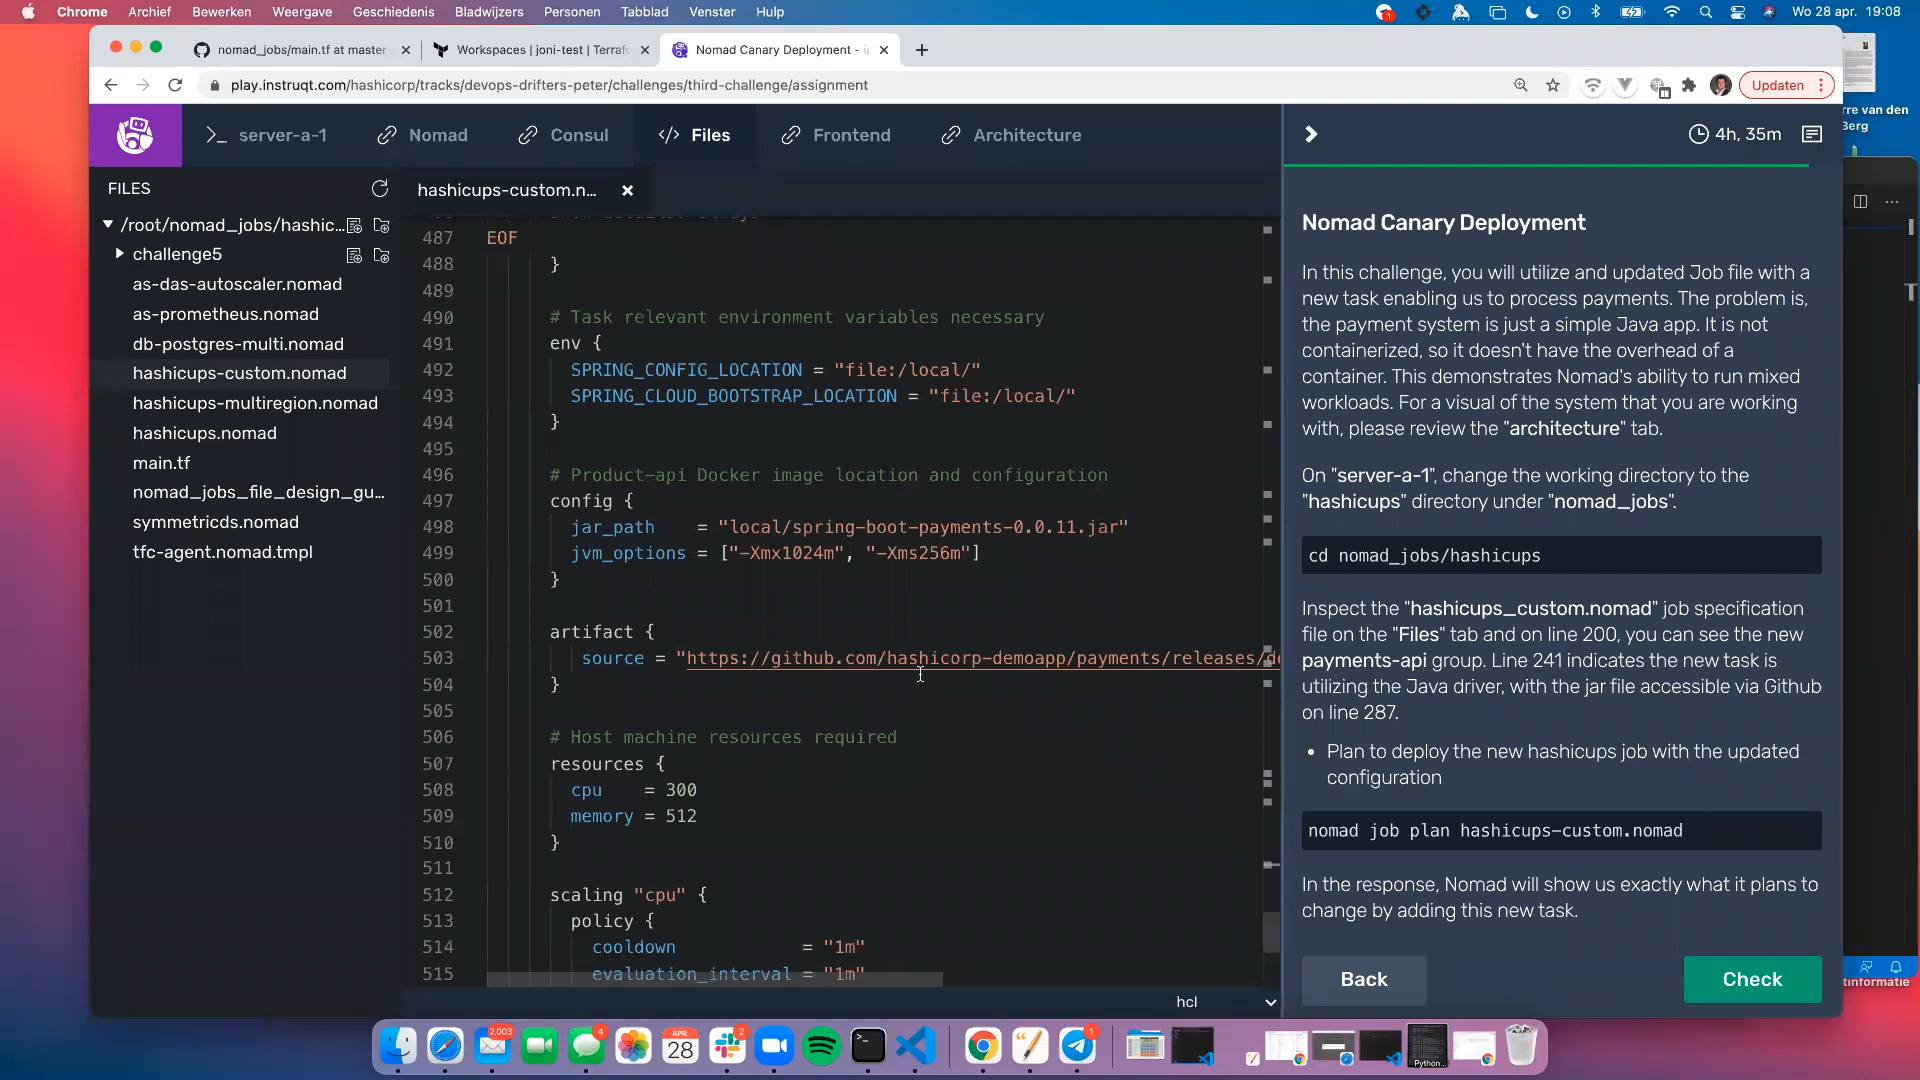 Chrome Archief Bewerken Weergave Geschiedenis Bladwijzers Personen Tabblad Venster Help
1
Wo 28 apr. 19:08
nomad_jobs/main.tf at master
Workspaces | joni-test | Terrafo
Nomad Canary Deployment - i
play.instruqt.com/hashicorp/tracks/devops-drifters-peter/challenges/third-challenge/assignment
Updaten
rre van den
Berg
server-a-1 Nomad Consul Files Frontend Architecture
4h, 35m
FILES
hashicups-custom.n...
/root/nomad_jobs/hashic...
challenge5
as-das-autoscaler.nomad
as-prometheus.nomad
db-postgres-multi.nomad
hashicups-custom.nomad
hashicups-multiregion.nomad
hashicups.nomad
main.tf
nomad_jobs_file_design_gu...
symmetricds.nomad
tfc-agent.nomad.tmpl
487 EOF
488 }
489
490 # Task relevant environment variables necessary
491 env {
492 SPRING_CONFIG_LOCATION = "file:/local/"
493 SPRING_CLOUD_BOOTSTRAP_LOCATION = "file:/local/"
494 }
495
496 # Product-api Docker image location and configuration
497 config {
498 jar_path = "local/spring-boot-payments-0.0.11.jar"
499 jvm_options = ["-Xmx1024m", "-Xms256m"]
500 }
501
502 artifact {
503 source = "https://github.com/hashicorp-demoapp/payments/releases/do
504 }
505
506 # Host machine resources required
507 resources {
508 cpu = 300
509 memory = 512
510 }
511
512 scaling "cpu" {
513 policy {
514 cooldown = "1m"
515 evaluation_interval = "1m"
hcl
Nomad Canary Deployment
In this challenge, you will utilize and updated Job file with a
new task enabling us to process payments. The problem is,
the payment system is just a simple Java app. It is not
containerized, so it doesn't have the overhead of a
container. This demonstrates Nomad's ability to run mixed
workloads. For a visual of the system that you are working
with, please review the "architecture" tab.
On "server-a-1", change the working directory to the
"hashicups" directory under "nomad_jobs".
cd nomad_jobs/hashicups
Inspect the "hashicups_custom.nomad" job specification
file on the "Files" tab and on line 200, you can see the new
payments-api group. Line 241 indicates the new task is
utilizing the Java driver, with the jar file accessible via Github
on line 287.
• Plan to deploy the new hashicups job with the updated
configuration
nomad job plan hashicups-custom.nomad
In the response, Nomad will show us exactly what it plans to
change by adding this new task.
Back
Check
tinformatie
2.003
4
APR.
28
2
1
Python...